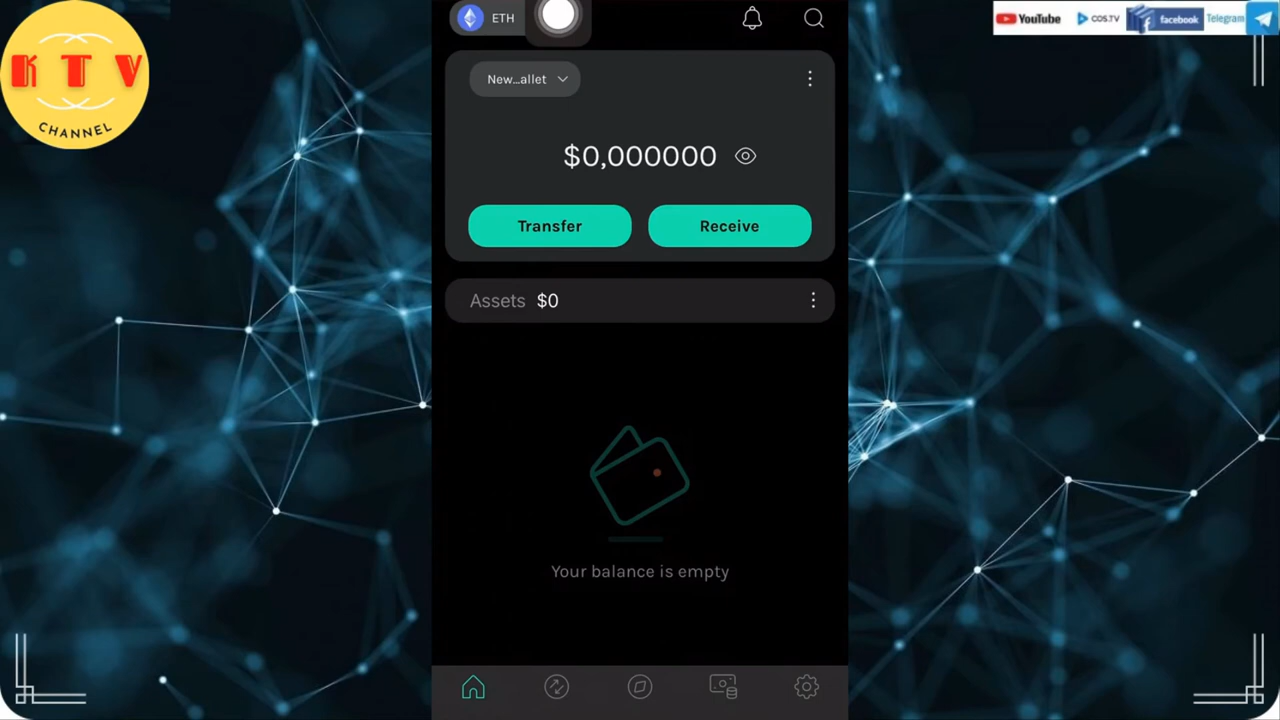 K T V
CHANNEL
YouTube
COS.TV
facebook
Telegram
ETH
New...allet
$0,000000
Transfer
Receive
Assets $0
Your balance is empty